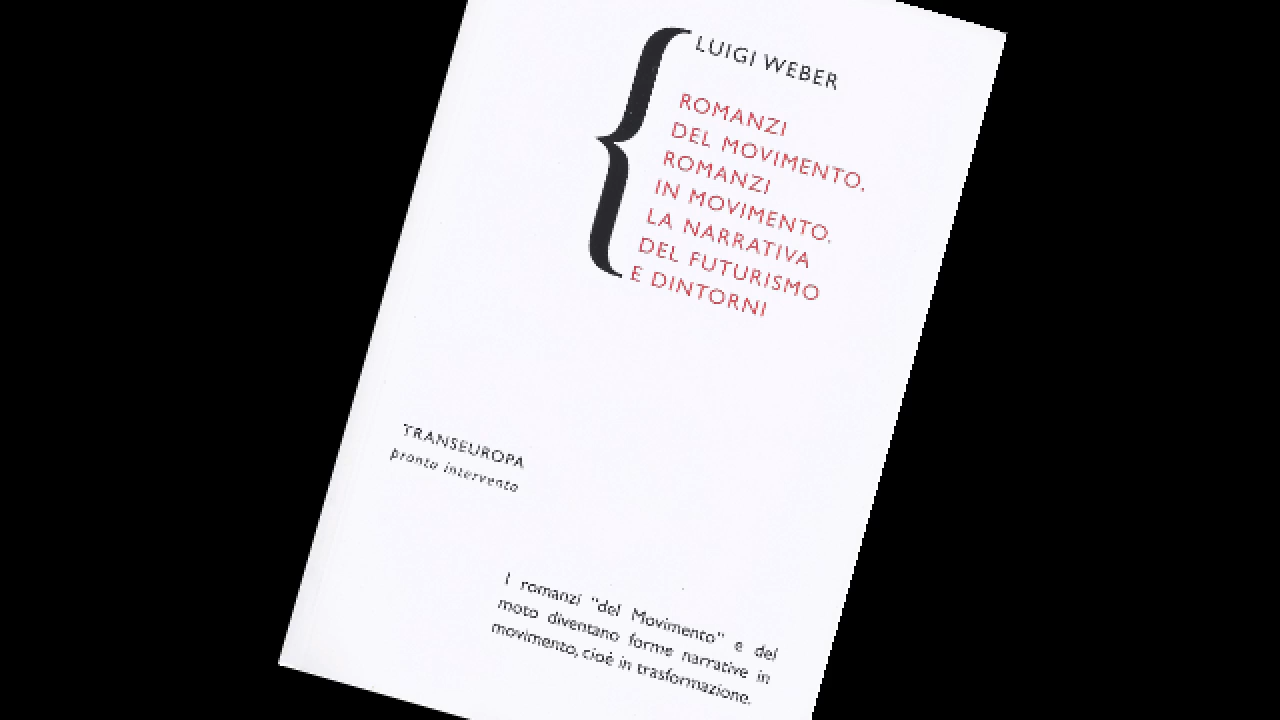 LUIGI WEBER
ROMANZI
DEL MOVIMENTO.
ROMANZI
IN MOVIMENTO.
LA NARRATIVA
DEL FUTURISMO
E DINTORNI
TRANSEUROPA
pronto intervento
I romanzi "del Movimento" e del
moto diventano forme narrative in
movimento, cioè in trasformazione.